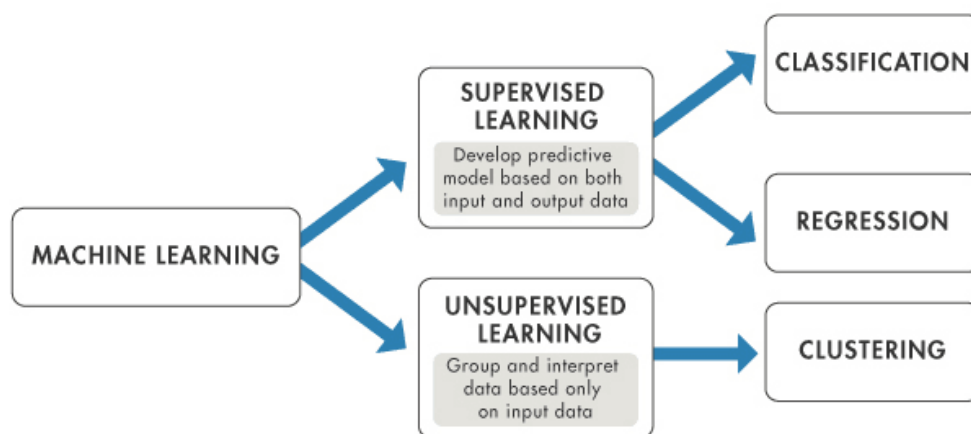 MACHINE LEARNING
SUPERVISED
LEARNING
Develop predictive
model based on both
input and output data
UNSUPERVISED
LEARNING
Group and interpret
data based only
on input data
CLASSIFICATION
REGRESSION
CLUSTERING